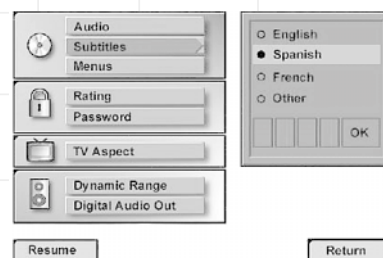 Audio
Subtitles
Menus
Rating
Password
TV Aspect
Dynamic Range
Digital Audio Out
English
Spanish
French
Other
OK
Resume
Return